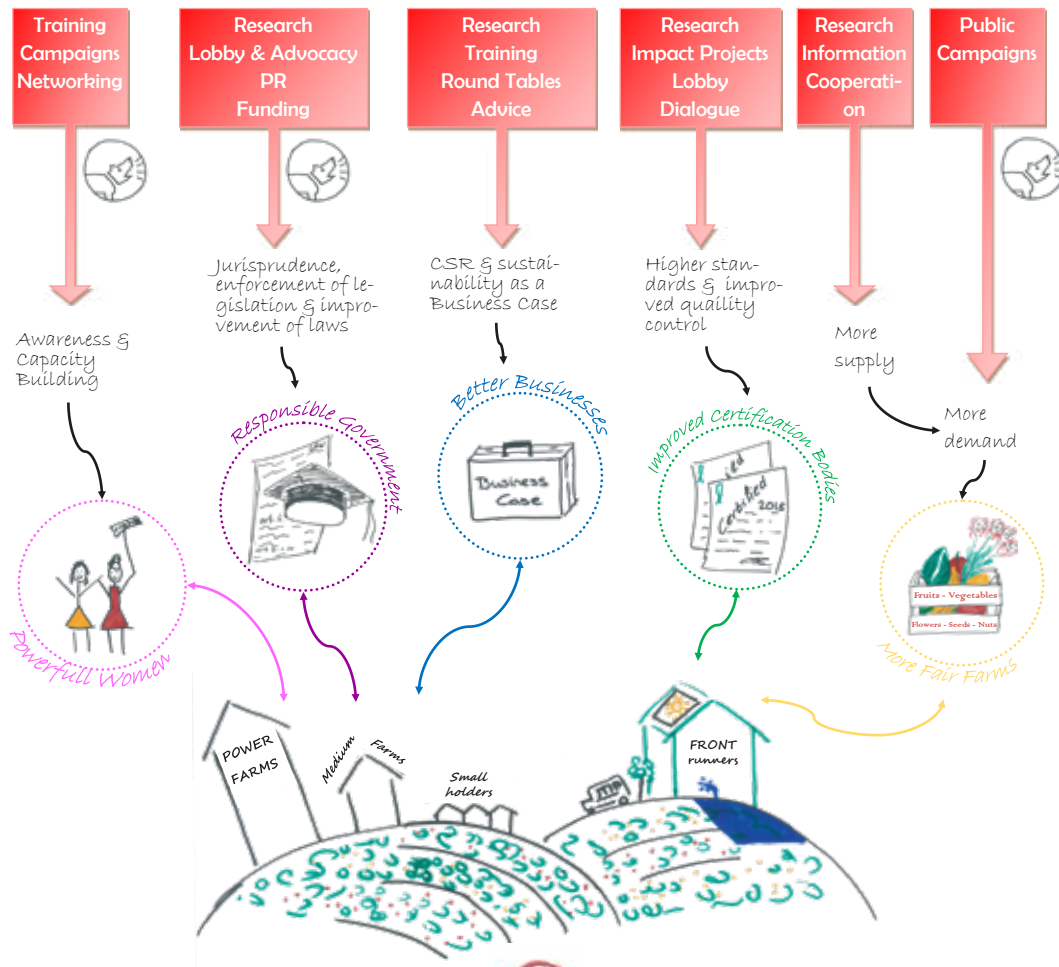 Training
Campaigns
Networking
Research
Lobby & Advocacy
PR
Funding
Research
Training
Round Tables
Advice
Research
Impact Projects
Lobby
Dialogue
Research
Information
Cooperati-
on
Public
Campaigns
Awareness &
Capacity
Building
Jurisprudence,
enforcement of le-
gislation & impro-
vement of laws
CSR & sustai-
nability as a
Business Case
Higher stan-
dards & impro-
ved quaility
control
More
supply
More
demand
Powerfull Women
Responsible Government
Better Businesses
Business
Case
Improved Certification Bodies
Certified
2016
Fruits - Vegetables
Flowers - Seeds - Nuts
More Fair Farms
POWER
FARMS
Medium Farms
Small
holders
FRONT
runners